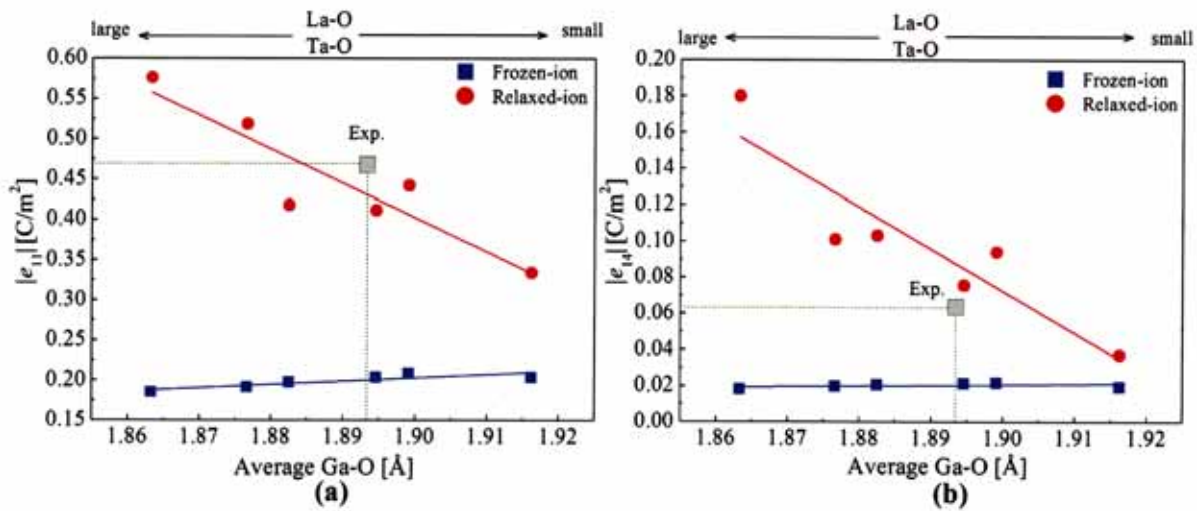 La-O
large small
Ta-O
0.60
0.55
0.50
0.45
0.40
0.35
0.30
0.25
0.20
0.15
|e₁₁| [C/m²]
Frozen-ion
Relaxed-ion
Exp.
1.86 1.87 1.88 1.89 1.90 1.91 1.92
Average Ga-O [Å]
(a)
La-O
large small
Ta-O
0.20
0.18
0.16
0.14
0.12
0.10
0.08
0.06
0.04
0.02
0.00
|e₁₄| [C/m²]
Frozen-ion
Relaxed-ion
Exp.
1.86 1.87 1.88 1.89 1.90 1.91 1.92
Average Ga-O [Å]
(b)